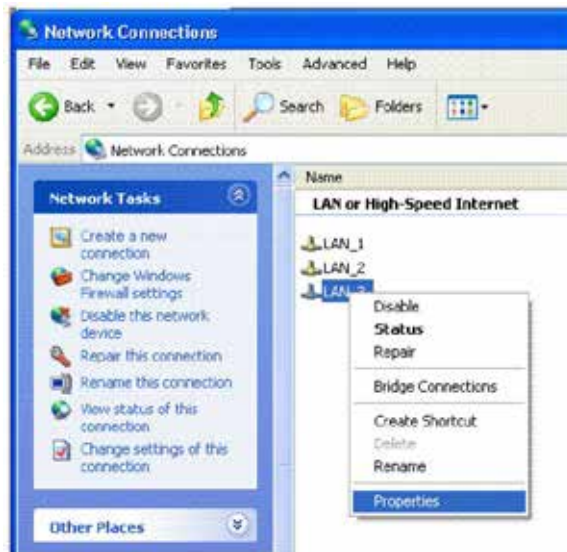 Network Connections
File Edit View Favorites Tools Advanced Help
Back Search Folders
Address Network Connections
Network Tasks
Create a new
connection
Change Windows
Firewall settings
Disable this network
device
Repair this connection
Rename this connection
View status of this
connection
Change settings of this
connection
Other Places
Name
LAN or High-Speed Internet
LAN_1
LAN_2
Disable
Status
Repair
Bridge Connections
Create Shortcut
Delete
Rename
Properties